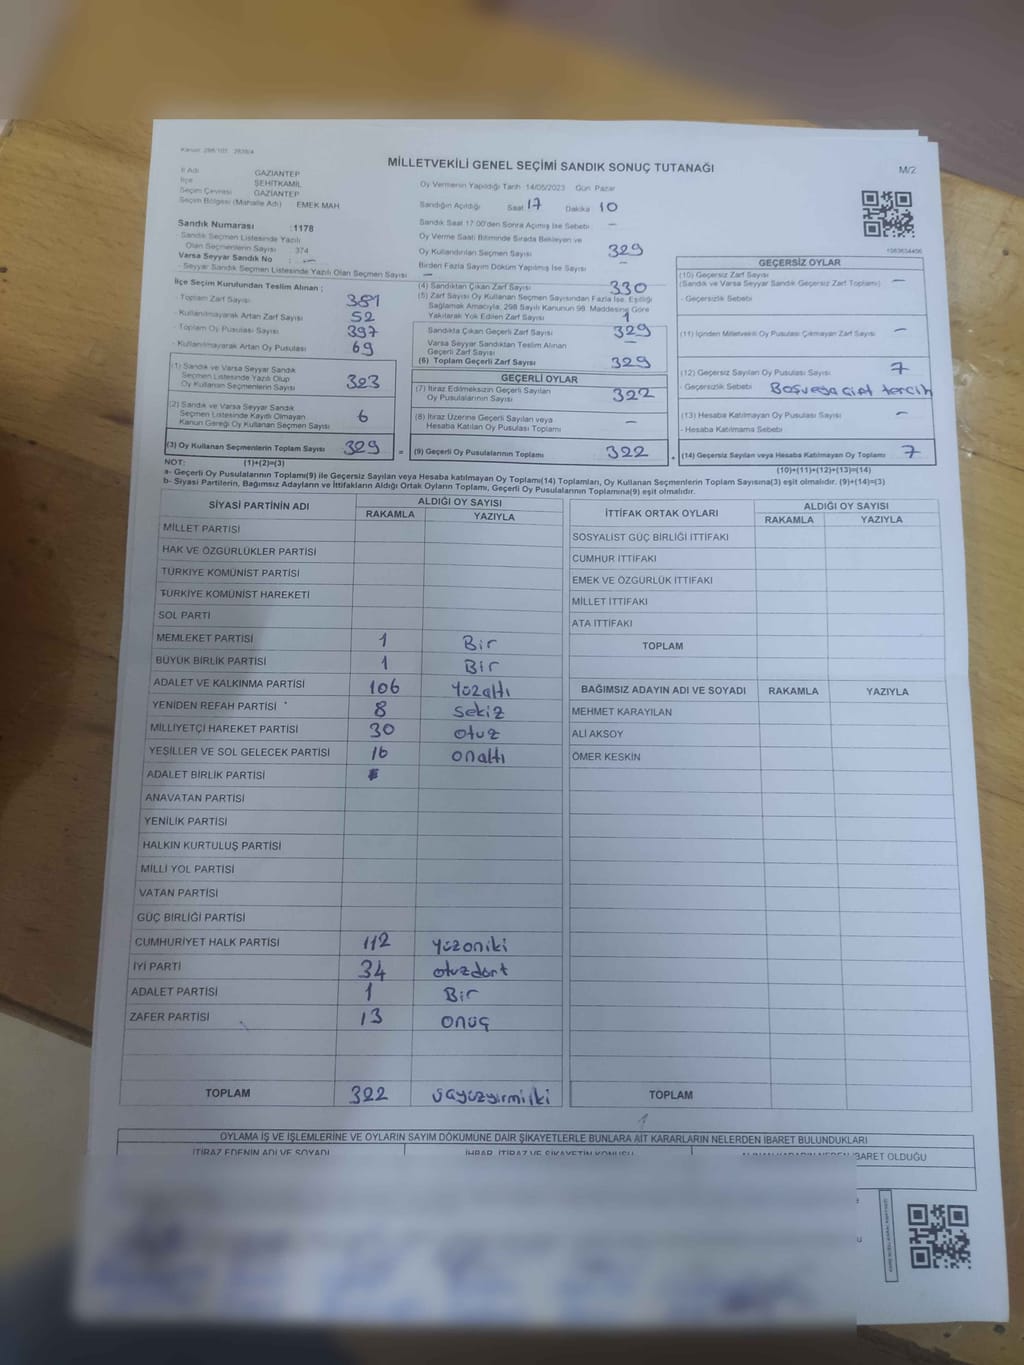 Kanun: 298/105 2839/4
MİLLETVEKİLİ GENEL SEÇİMİ SANDIK SONUÇ TUTANAĞI
M/2
İl Adı GAZİANTEP
İlçe ŞEHİTKAMİL
Seçim Çevresi GAZİANTEP
Seçim Bölgesi (Mahalle Adı) EMEK MAH
Sandık Numarası :1178
- Sandık Seçmen Listesinde Yazılı
Olan Seçmenlerin Sayısı : 374
Varsa Seyyar Sandık No : —
- Seyyar Sandık Seçmen Listesinde Yazılı Olan Seçmen Sayısı —
Oy Vermenin Yapıldığı Tarih :14/05/2023 Gün: Pazar
Sandığın Açıldığı Saat 17 Dakika 10
Sandık Saat 17:00'den Sonra Açılmış İse Sebebi —
Oy Verme Saati Bitiminde Sırada Bekleyen ve
Oy Kullandırılan Seçmen Sayısı 329
Birden Fazla Sayım Döküm Yapılmış İse Sayısı —
İlçe Seçim Kurulundan Teslim Alınan :
- Toplam Zarf Sayısı 381
- Kullanılmayarak Artan Zarf Sayısı 52
- Toplam Oy Pusulası Sayısı 397
- Kullanılmayarak Artan Oy Pusulası 69
(1) Sandık ve Varsa Seyyar Sandık
Seçmen Listesinde Yazılı Olup
Oy Kullanan Seçmenlerin Sayısı 323
(2) Sandık ve Varsa Seyyar Sandık
Seçmen Listesinde Kayıtlı Olmayan
Kanun Gereği Oy Kullanan Seçmen Sayısı 6
(3) Oy Kullanan Seçmenlerin Toplam Sayısı 329 =
(1)+(2)=(3)
(4) Sandıktan Çıkan Zarf Sayısı 330
(5) Zarf Sayısı Oy Kullanan Seçmen Sayısından Fazla İse, Eşitliği
Sağlamak Amacıyla, 298 Sayılı Kanunun 98. Maddesine Göre
Yakılarak Yok Edilen Zarf Sayısı 1
Sandıkta Çıkan Geçerli Zarf Sayısı 329
Varsa Seyyar Sandıktan Teslim Alınan
Geçerli Zarf Sayısı —
(6) Toplam Geçerli Zarf Sayısı 329
GEÇERLİ OYLAR
(7) İtiraz Edilmeksizin Geçerli Sayılan
Oy Pusulalarının Sayısı 322
(8) İtiraz Üzerine Geçerli Sayılan veya
Hesaba Katılan Oy Pusulası Toplamı —
(9) Geçerli Oy Pusulalarının Toplamı 322 +
1083634456
GEÇERSİZ OYLAR
(10) Geçersiz Zarf Sayısı
(Sandık ve Varsa Seyyar Sandık Geçersiz Zarf Toplamı) —
- Geçersizlik Sebebi
(11) İçinden Milletvekili Oy Pusulası Çıkmayan Zarf Sayısı —
(12) Geçersiz Sayılan Oy Pusulası Sayısı 7
Geçersizlik Sebebi Boş veya çift tercih
(13) Hesaba Katılmayan Oy Pusulası Sayısı —
- Hesaba Katılmama Sebebi
(14) Geçersiz Sayılan veya Hesaba Katılmayan Oy Toplamı 7
(10)+(11)+(12)+(13)=(14)
NOT:
a- Geçerli Oy Pusulalarının Toplamı(9) ile Geçersiz Sayılan veya Hesaba katılmayan Oy Toplamı(14) Toplamları, Oy Kullanan Seçmenlerin Toplam Sayısına(3) eşit olmalıdır. (9)+(14)=(3)
b- Siyasi Partilerin, Bağımsız Adayların ve İttifakların Aldığı Ortak Oyların Toplamı, Geçerli Oy Pusulalarının Toplamına(9) eşit olmalıdır.
SİYASİ PARTİNİN ADI ALDIĞI OY SAYISI
RAKAMLA YAZIYLA
MİLLET PARTİSİ
HAK VE ÖZGÜRLÜKLER PARTİSİ
TÜRKİYE KOMÜNİST PARTİSİ
TÜRKİYE KOMÜNİST HAREKETİ
SOL PARTİ
MEMLEKET PARTİSİ 1 Bir
BÜYÜK BİRLİK PARTİSİ 1 Bir
ADALET VE KALKINMA PARTİSİ 106 Yüzaltı
YENİDEN REFAH PARTİSİ 8 sekiz
MİLLİYETÇİ HAREKET PARTİSİ 30 otuz
YEŞİLLER VE SOL GELECEK PARTİSİ 16 onaltı
ADALET BİRLİK PARTİSİ
ANAVATAN PARTİSİ
YENİLİK PARTİSİ
HALKIN KURTULUŞ PARTİSİ
MİLLİ YOL PARTİSİ
VATAN PARTİSİ
GÜÇ BİRLİĞİ PARTİSİ
CUMHURİYET HALK PARTİSİ 112 yüzoniki
İYİ PARTİ 34 otuzdört
ADALET PARTİSİ 1 Bir
ZAFER PARTİSİ 13 onüç
TOPLAM 322 üçyüzyirmiiki
İTTİFAK ORTAK OYLARI ALDIĞI OY SAYISI
RAKAMLA YAZIYLA
SOSYALİST GÜÇ BİRLİĞİ İTTİFAKI
CUMHUR İTTİFAKI
EMEK VE ÖZGÜRLÜK İTTİFAKI
MİLLET İTTİFAKI
ATA İTTİFAKI
TOPLAM
BAĞIMSIZ ADAYIN ADI VE SOYADI RAKAMLA YAZIYLA
MEHMET KARAYILAN
ALİ AKSOY
ÖMER KESKİN
TOPLAM
1
OYLAMA İŞ VE İŞLEMLERİNE VE OYLARIN SAYIM DÖKÜMÜNE DAİR ŞİKAYETLERLE BUNLARA AİT KARARLARIN NELERDEN İBARET BULUNDUKLARI
İTİRAZ EDENİN ADI VE SOYADI İHBAR, İTİRAZ VE ŞİKAYETİN KONUSU ALINAN KARARIN NEDEN İBARET OLDUĞU